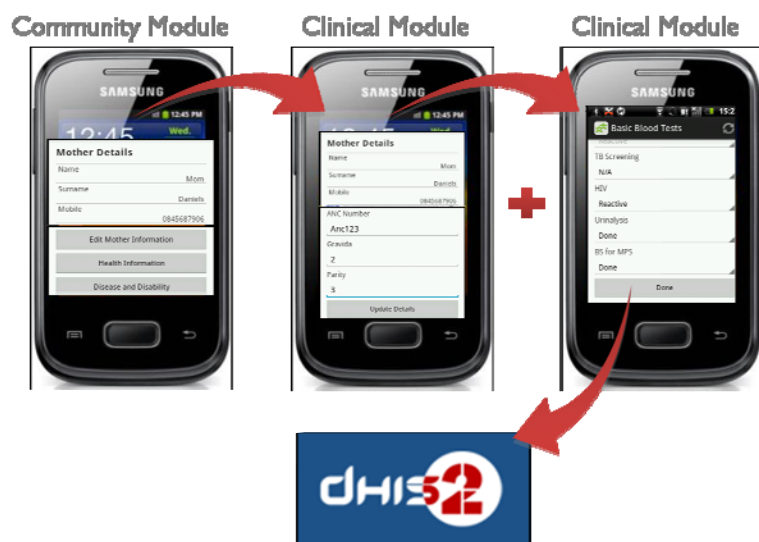 Community Module
Clinical Module
Clinical Module
SAMSUNG
12:45 PM
12:45
Wed.
Mother Details
Name
Mom
Surname
Daniels
Mobile
0845687906
Edit Mother Information
Health Information
Disease and Disability
SAMSUNG
12:45 PM
Wed.
Mother Details
Name
Mom
Surname
Daniels
Mobile
0845687906
ANC Number
Anc123
Gravida
2
Parity
3
Update Details
SAMSUNG
15:2
Basic Blood Tests
Reactive
TB Screening
N/A
HIV
Reactive
Urinalysis
Done
BS for MPS
Done
Done
dhis2